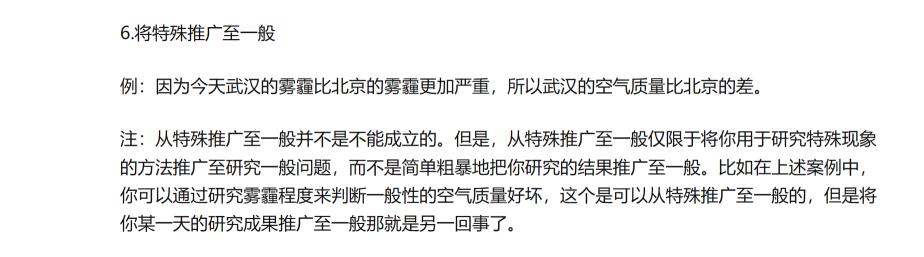 6.将特殊推广至一般
例：因为今天武汉的雾霾比北京的雾霾更加严重，所以武汉的空气质量比北京的差。
注：从特殊推广至一般并不是不能成立的。但是，从特殊推广至一般仅限于将你用于研究特殊现象
的方法推广至研究一般问题，而不是简单粗暴地把你研究的结果推广至一般。比如在上述案例中，
你可以通过研究雾霾程度来判断一般性的空气质量好坏，这个是可以从特殊推广至一般的，但是将
你某一天的研究成果推广至一般那就是另一回事了。